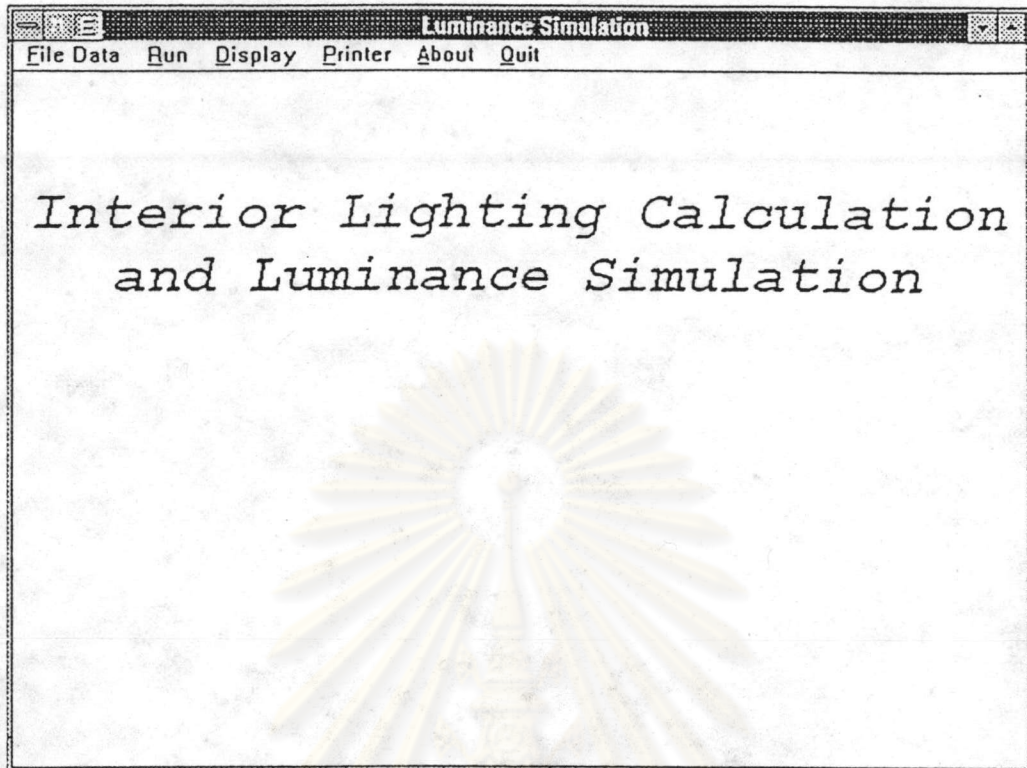 Luminance Simulation
File Data Run Display Printer About Quit
Interior Lighting Calculation
and Luminance Simulation